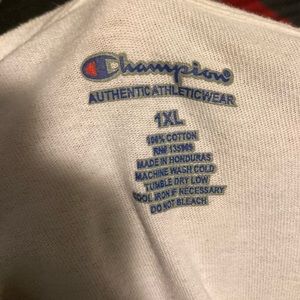 Champion
AUTHENTIC ATHLETICWEAR
1XL
100% COTTON
RN# 135969
MADE IN HONDURAS
MACHINE WASH COLD
TUMBLE DRY LOW
COOL IRON IF NECESSARY
DO NOT BLEACH